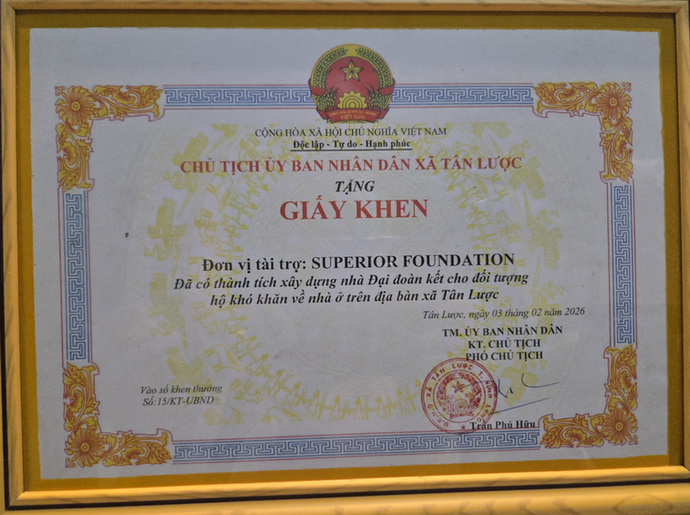 VIỆT NAM
CỘNG HÒA XÃ HỘI CHỦ NGHĨA VIỆT NAM
Độc lập - Tự do - Hạnh phúc
CHỦ TỊCH ỦY BAN NHÂN DÂN XÃ TÂN LƯỢC
TẶNG
GIẤY KHEN
Đơn vị tài trợ: SUPERIOR FOUNDATION
Đã có thành tích xây dựng nhà Đại đoàn kết cho đối tượng
hộ khó khăn về nhà ở trên địa bàn xã Tân Lược
Tân Lược, ngày 03 tháng 02 năm 2026
TM. ỦY BAN NHÂN DÂN
KT. CHỦ TỊCH
PHÓ CHỦ TỊCH
Vào sổ khen thưởng
Số:15/KT-UBND
Trần Phú Hữu